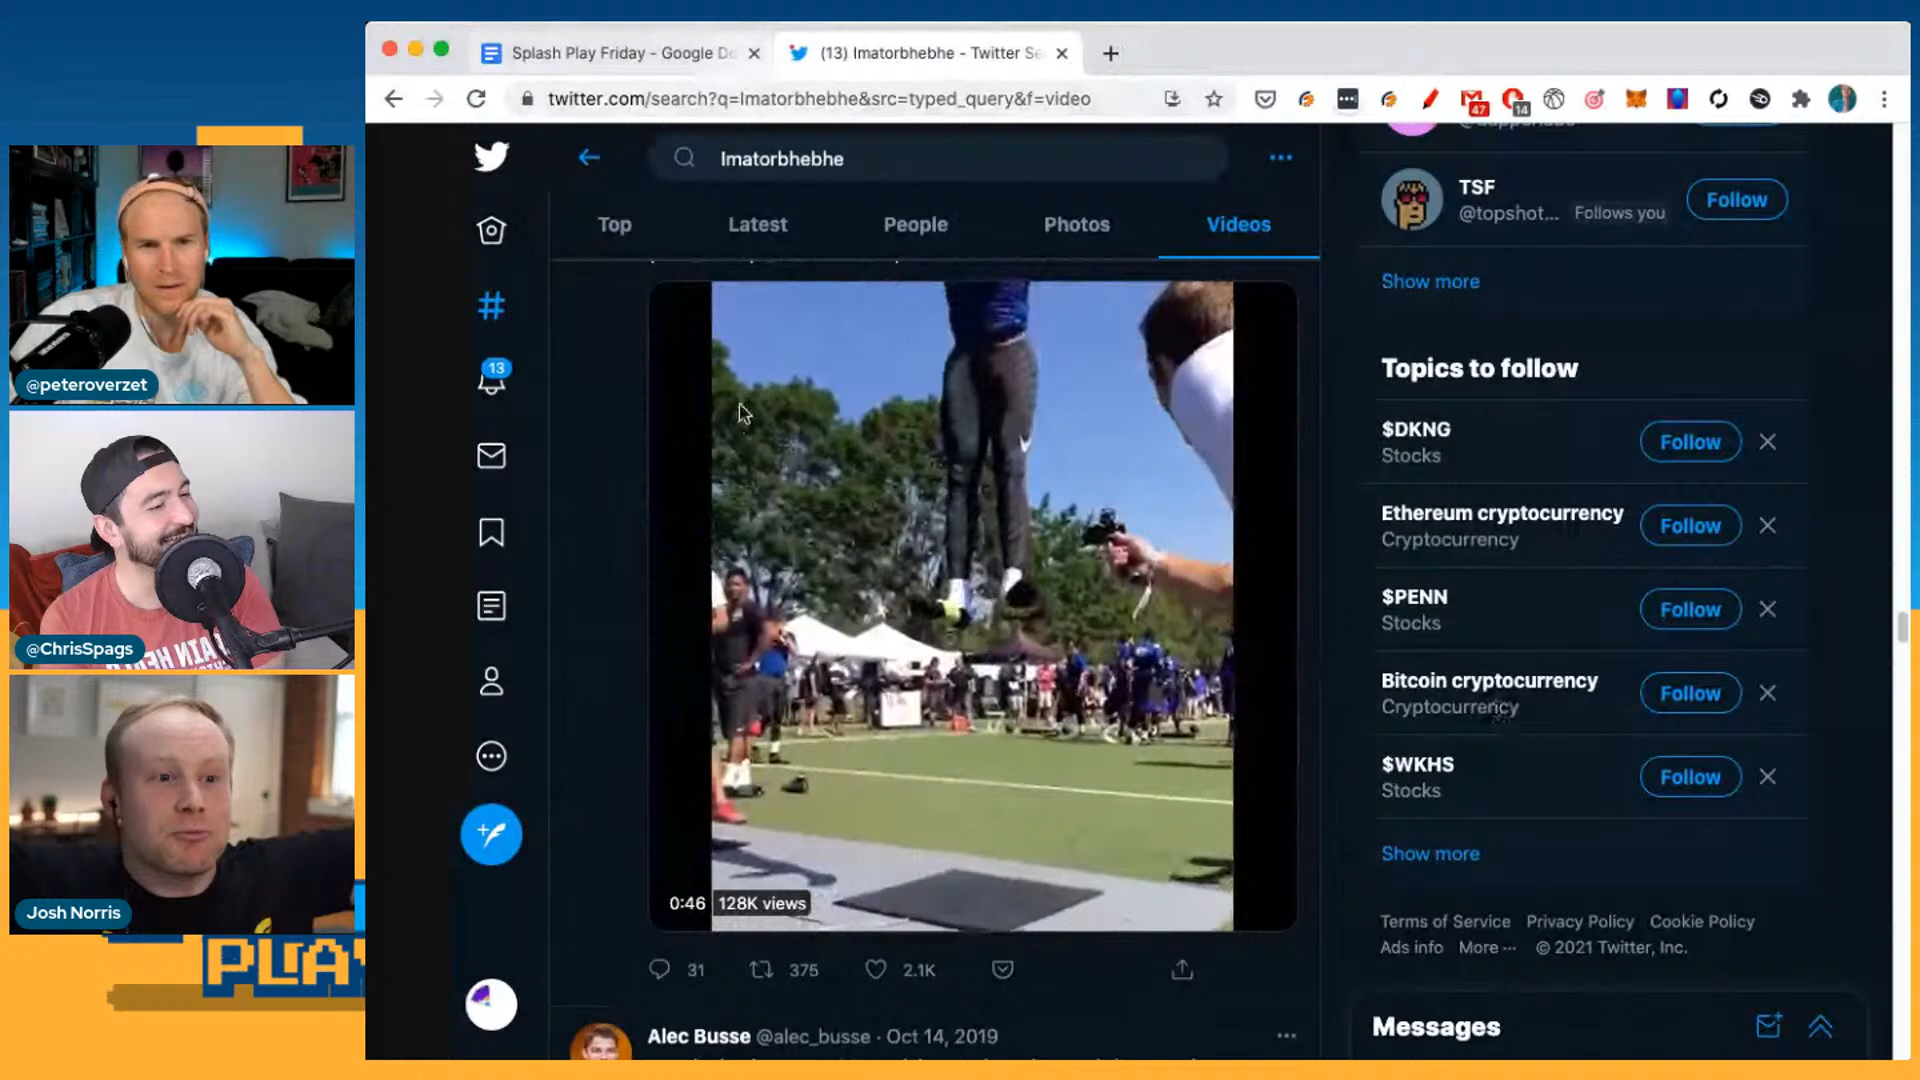 Splash Play Friday - Google Do
(13) Imatorbhebhe - Twitter Se
twitter.com/search?q=Imatorbhebhe&src=typed_query&f=video
47
14
Imatorbhebhe
Top
Latest
People
Photos
Videos
13
TSF
@topshot...
Follows you
Follow
Show more
Topics to follow
$DKNG
Stocks
Follow
Ethereum cryptocurrency
Cryptocurrency
Follow
$PENN
Stocks
Follow
Bitcoin cryptocurrency
Cryptocurrency
Follow
$WKHS
Stocks
Follow
Show more
Terms of Service Privacy Policy Cookie Policy
Ads info More ··· © 2021 Twitter, Inc.
0:46
128K views
31
375
2.1K
Alec Busse @alec_busse · Oct 14, 2019
Messages
@peteroverzet
@ChrisSpags
Josh Norris
PLAY